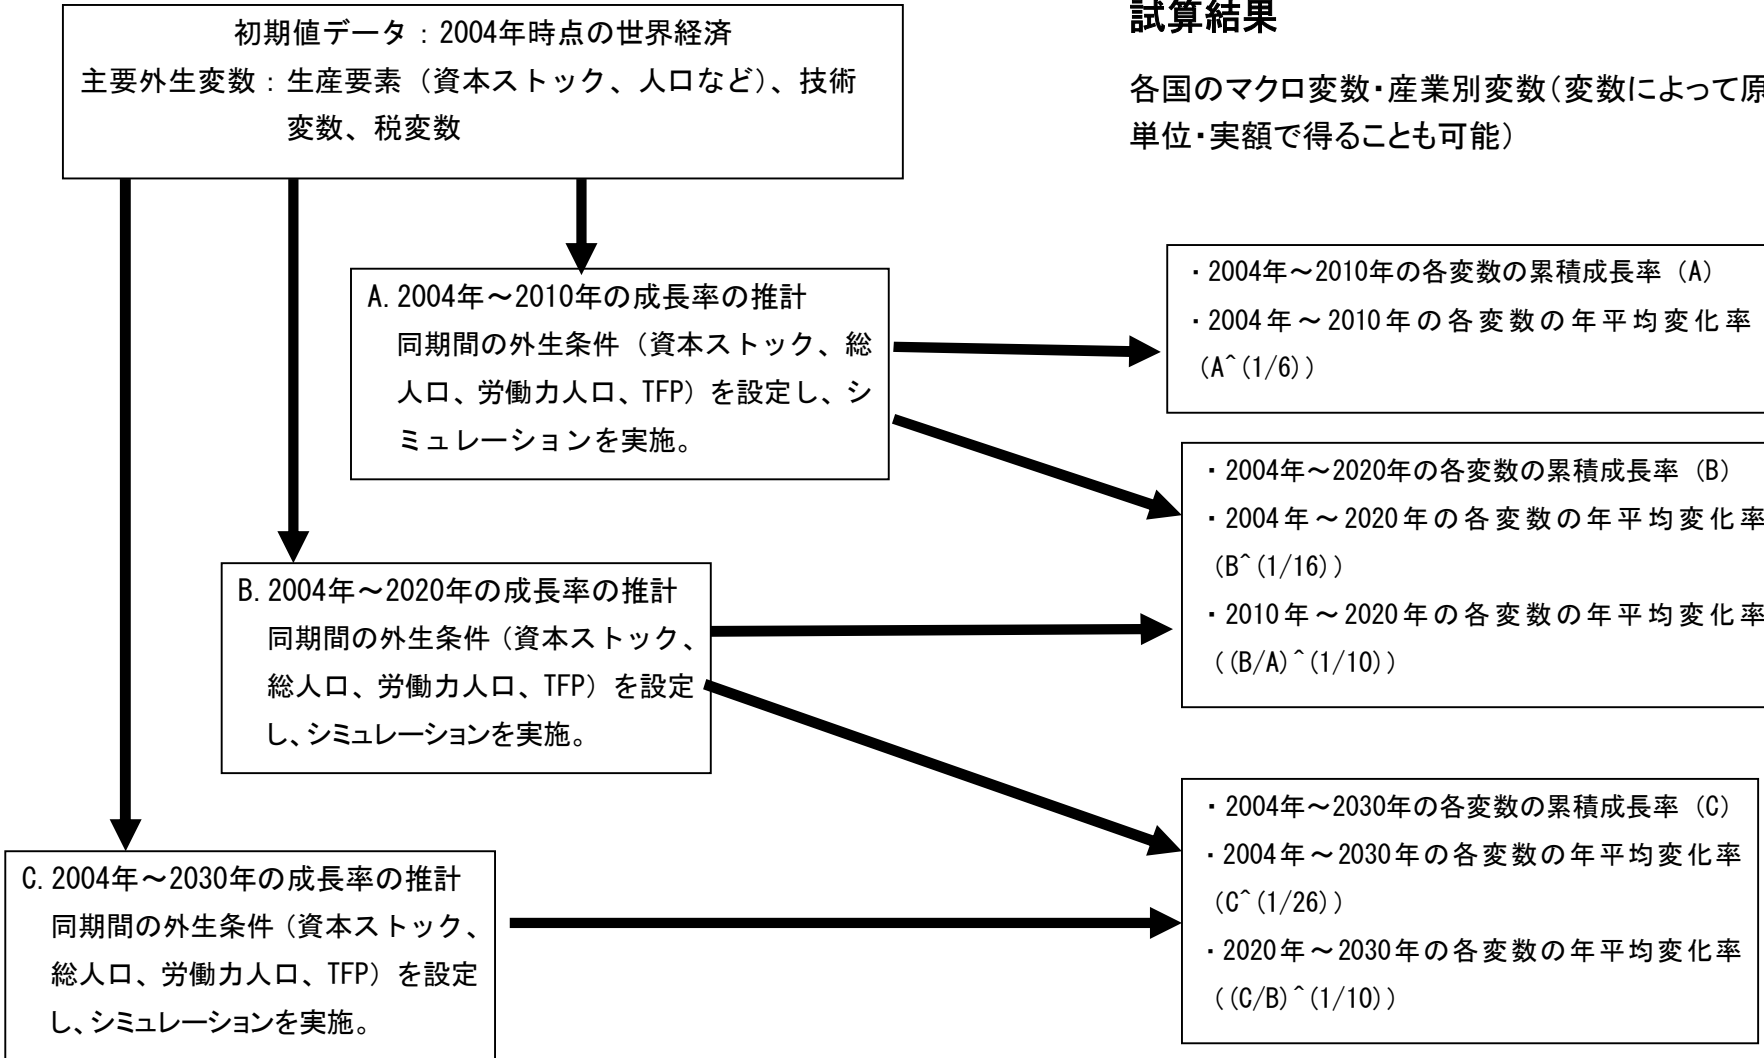 初期値データ：2004年時点の世界経済
主要外生変数：生産要素（資本ストック、人口など）、技術
変数、税変数
試算結果
各国のマクロ変数・産業別変数（変数によって原
単位・実額で得ることも可能）
A.2004年～2010年の成長率の推計
同期間の外生条件（資本ストック、総
人口、労働力人口、TFP）を設定し、シ
ミュレーションを実施。
・2004年～2010年の各変数の累積成長率（A）
・2004年～2010年の各変数の年平均変化率
（A^(1/6)）
・2004年～2020年の各変数の累積成長率（B）
・2004年～2020年の各変数の年平均変化率
（B^(1/16)）
・2010年～2020年の各変数の年平均変化率
（(B/A)^(1/10)）
B.2004年～2020年の成長率の推計
同期間の外生条件（資本ストック、
総人口、労働力人口、TFP）を設定
し、シミュレーションを実施。
・2004年～2030年の各変数の累積成長率（C）
・2004年～2030年の各変数の年平均変化率
（C^(1/26)）
・2020年～2030年の各変数の年平均変化率
（(C/B)^(1/10)）
C.2004年～2030年の成長率の推計
同期間の外生条件（資本ストック、
総人口、労働力人口、TFP）を設定
し、シミュレーションを実施。